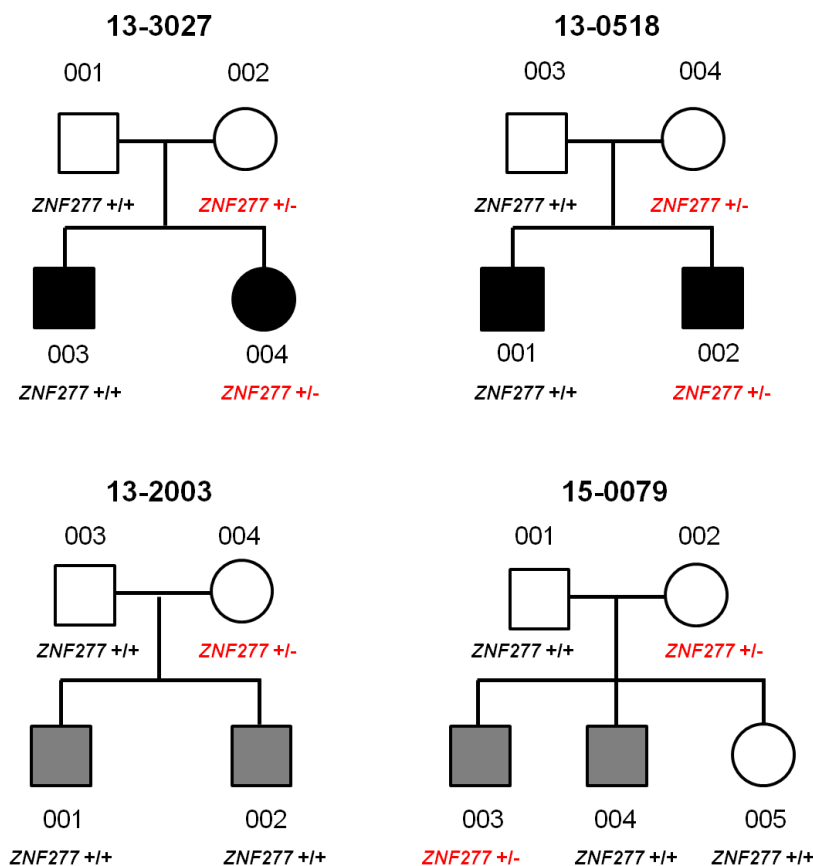 13-3027
001 002
ZNF277 +/+ ZNF277 +/-
003 004
ZNF277 +/+ ZNF277 +/-
13-0518
003 004
ZNF277 +/+ ZNF277 +/-
001 002
ZNF277 +/+ ZNF277 +/-
13-2003
003 004
ZNF277 +/+ ZNF277 +/-
001 002
ZNF277 +/+ ZNF277 +/+
15-0079
001 002
ZNF277 +/+ ZNF277 +/-
003 004 005
ZNF277 +/- ZNF277 +/+ ZNF277 +/+